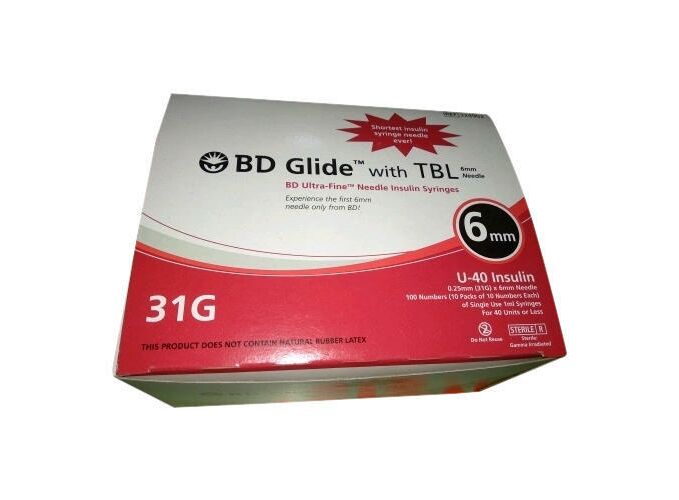 Shortest insulin
syringe needle
ever!
BD Glide™ with TBL 6mm
Needle
BD Ultra-Fine™ Needle Insulin Syringes
Experience the first 6mm
needle only from BD!
6mm
U-40 Insulin
0.25mm (31G) x 6mm Needle
100 Numbers (10 Packs of 10 Numbers Each)
of Single Use 1ml Syringes
For 40 Units or Less
31G
Do Not Reuse
STERILE R
Sterile:
Gamma Irradiated
THIS PRODUCT DOES NOT CONTAIN NATURAL RUBBER LATEX